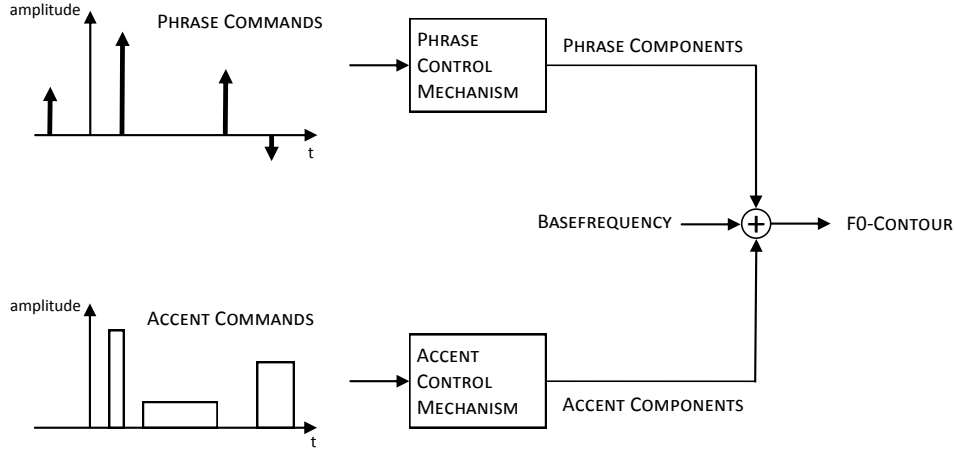 amplitude
PHRASE COMMANDS
t
PHRASE
CONTROL
MECHANISM
PHRASE COMPONENTS
BASEFREQUENCY
+
F0-CONTOUR
amplitude
ACCENT COMMANDS
t
ACCENT
CONTROL
MECHANISM
ACCENT COMPONENTS